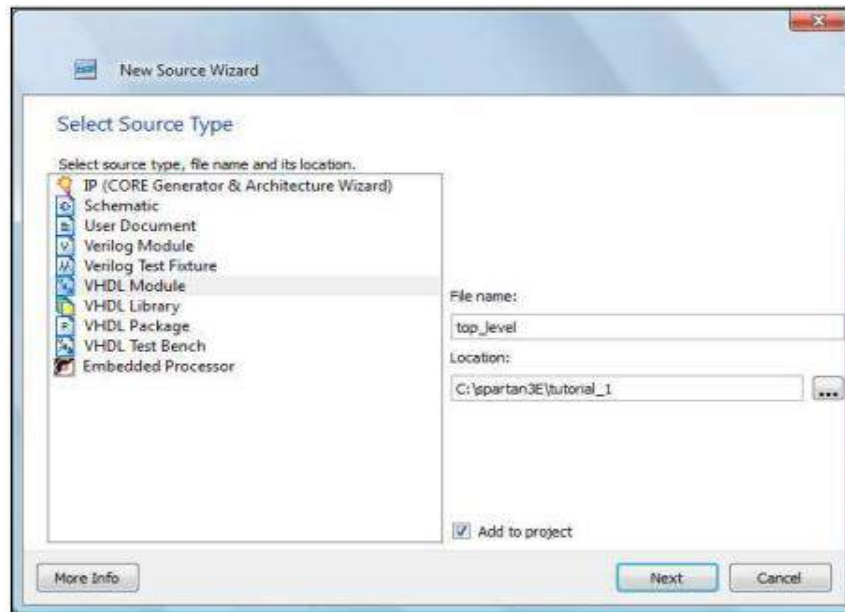 New Source Wizard
Select Source Type
Select source type, file name and its location.
IP (CORE Generator & Architecture Wizard)
Schematic
User Document
Verilog Module
Verilog Test Fixture
VHDL Module
VHDL Library
VHDL Package
VHDL Test Bench
Embedded Processor
File name:
top_level
Location:
C:\spartan3E\tutorial_1
...
Add to project
More Info
Next
Cancel